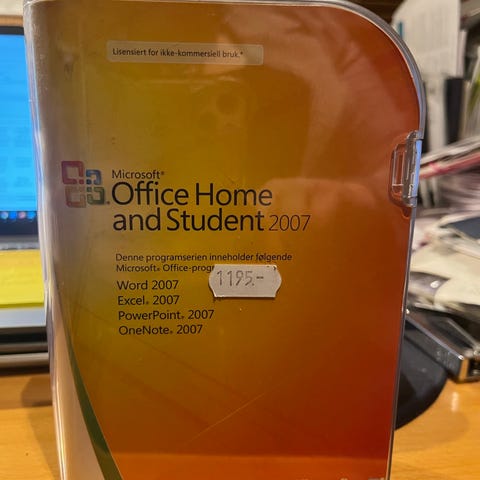 Lisensiert for ikke-kommersiell bruk.*
Microsoft®
Office Home
and Student 2007
Denne programserien inneholder følgende
Microsoft® Office-progr
1195.-
Word 2007
Excel® 2007
PowerPoint® 2007
OneNote® 2007